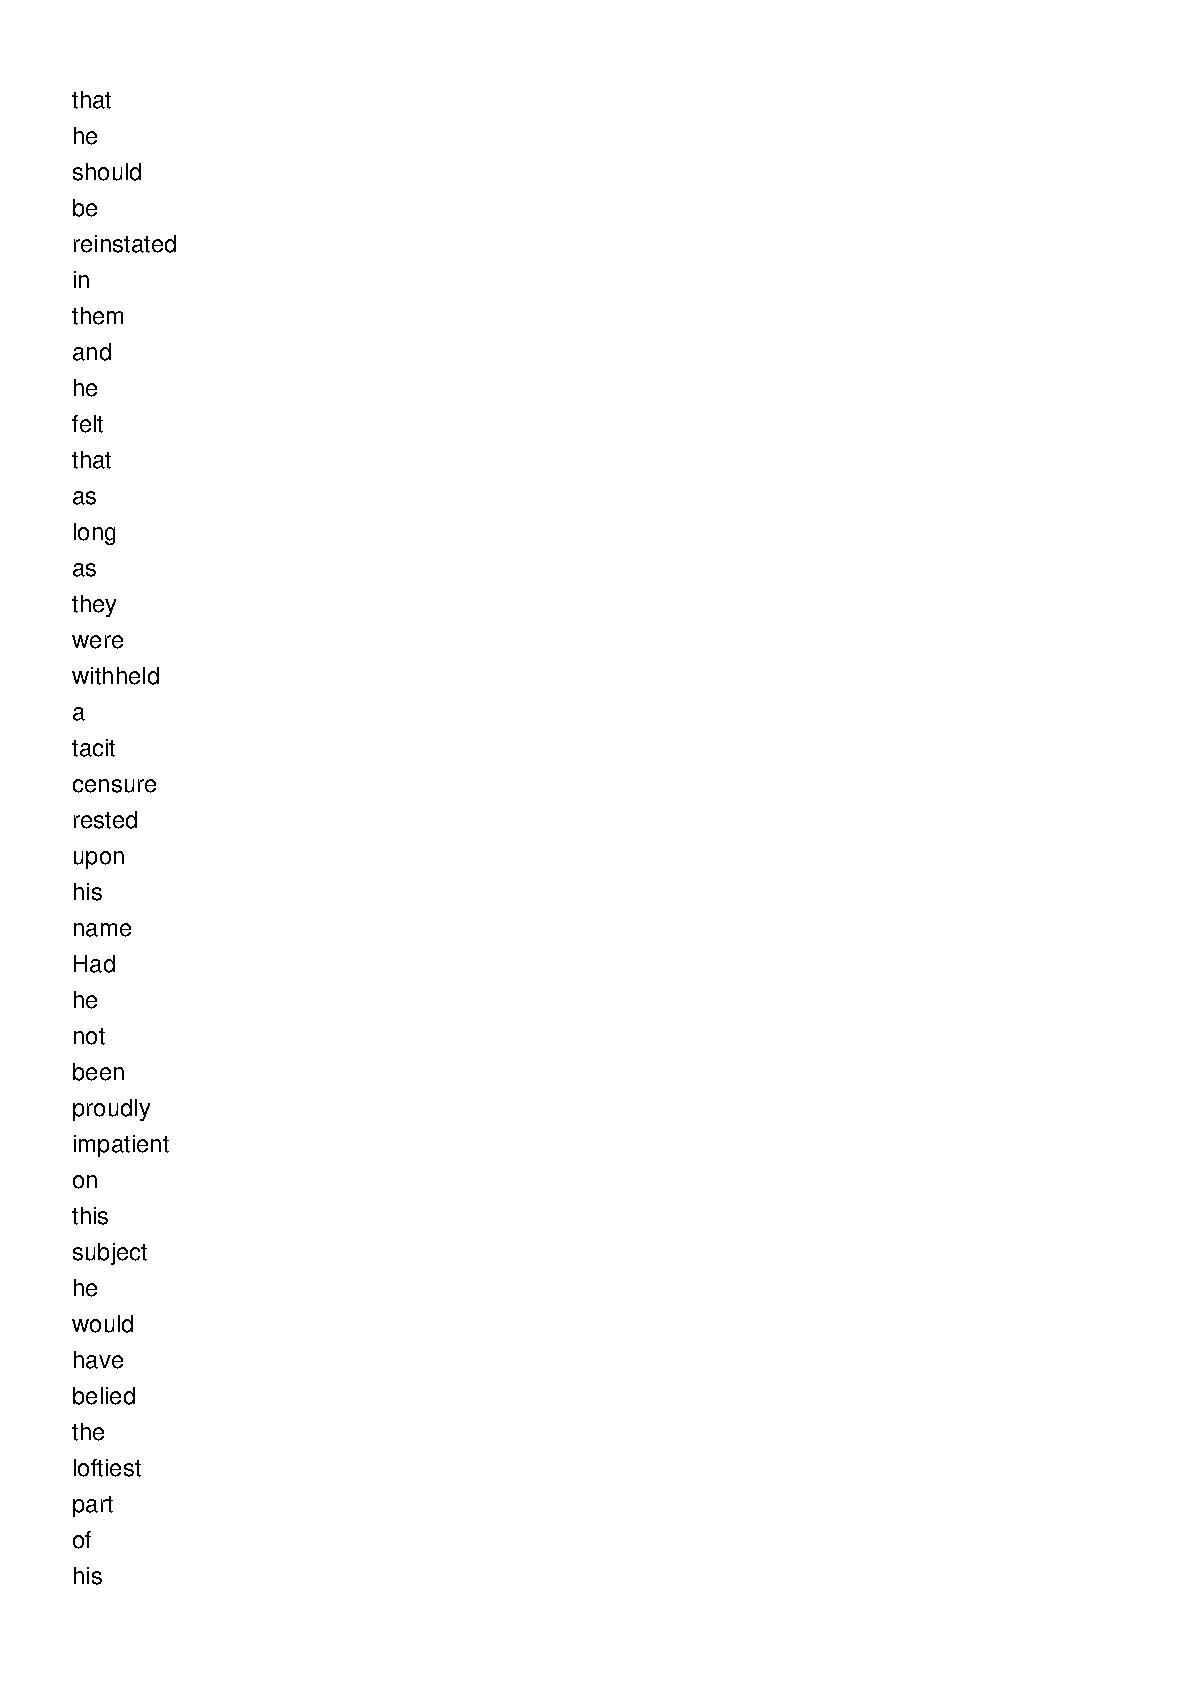 that
he
should
be
reinstated
in
them
and
he
felt
that
as
long
as
they
were
withheld
a
tacit
censure
rested
upon
his
name
Had
he
not
been
proudly
impatient
on
this
subject
he
would
have
belied
the
loftiest
part
of
his